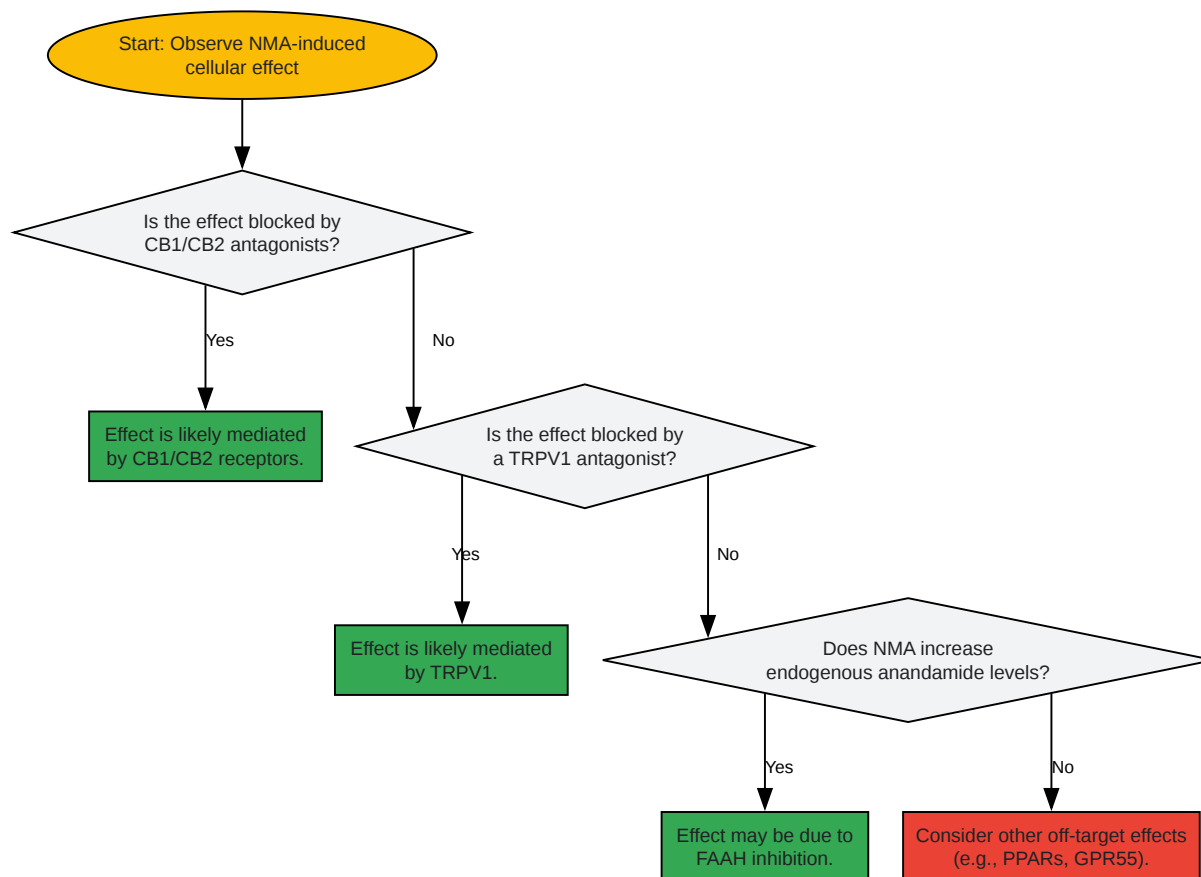 Start: Observe NMA-induced
cellular effect
Is the effect blocked by
CB1/CB2 antagonists?
Yes
No
Effect is likely mediated
by CB1/CB2 receptors.
Is the effect blocked by
a TRPV1 antagonist?
Yes
No
Effect is likely mediated
by TRPV1.
Does NMA increase
endogenous anandamide levels?
Yes
No
Effect may be due to
FAAH inhibition.
Consider other off-target effects
(e.g., PPARs, GPR55).